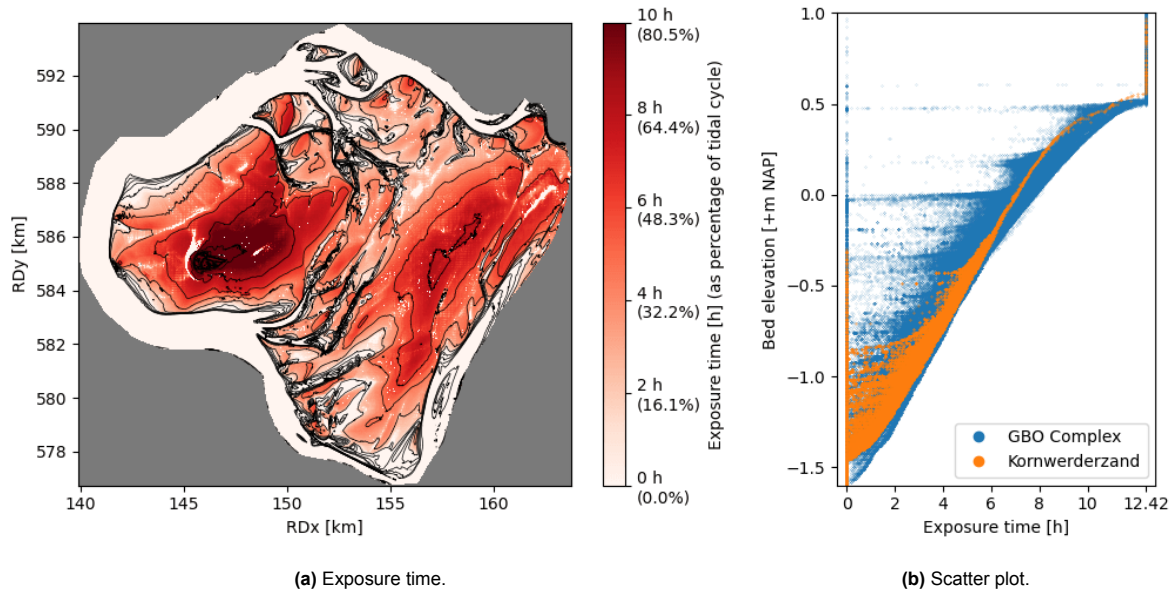 592
590
588
586
584
582
580
578
RDy [km]
140
145
150
155
160
RDx [km]
10 h
(80.5%)
8 h
(64.4%)
6 h
(48.3%)
4 h
(32.2%)
2 h
(16.1%)
0 h
(0.0%)
Exposure time [h] (as percentage of tidal cycle)
(a) Exposure time.
1.0
0.5
0.0
−0.5
−1.0
−1.5
Bed elevation [+m NAP]
GBO Complex
Kornwerderzand
0
2
4
6
8
10
12.42
Exposure time [h]
(b) Scatter plot.